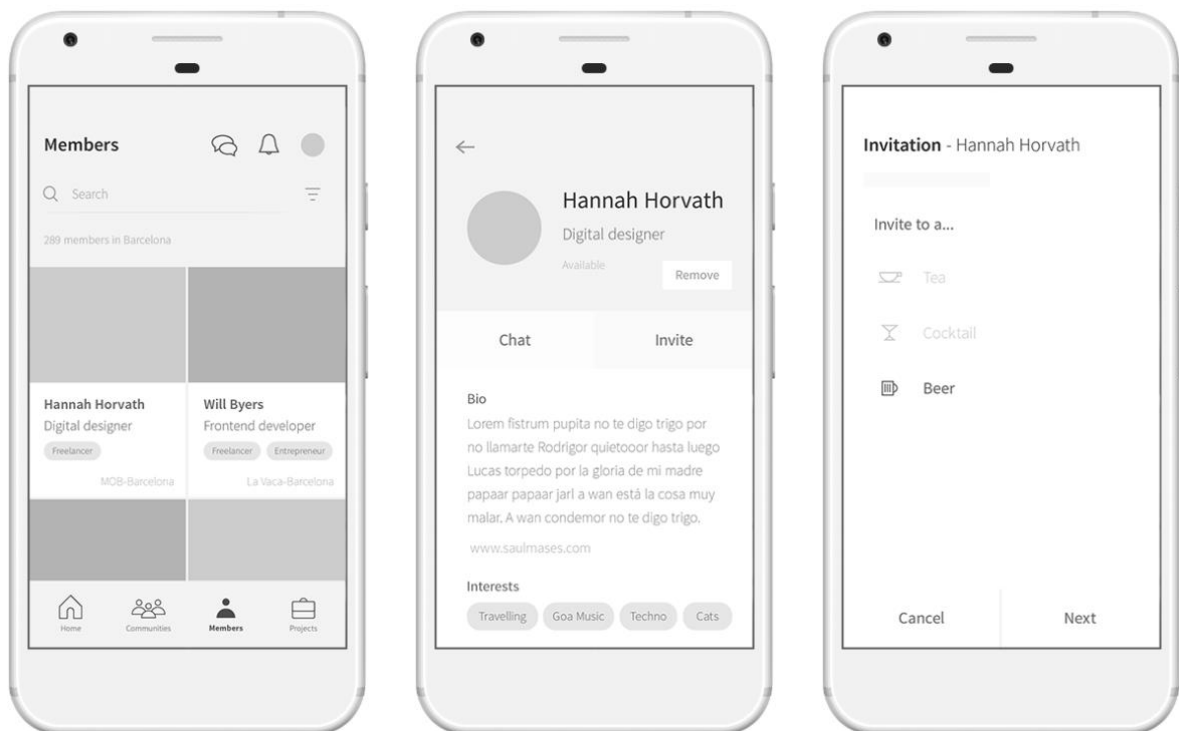 Members
Search
289 members in Barcelona
Hannah Horvath
Digital designer
Freelancer
MOB-Barcelona
Will Byers
Frontend developer
Freelancer Entrepreneur
La Vaca-Barcelona
Home Communities Members Projects
Hannah Horvath
Digital designer
Available
Remove
Chat Invite
Bio
Lorem fistrum pupita no te digo trigo por
no llamarte Rodrigor quietooor hasta luego
Lucas torpedo por la gloria de mi madre
papaar papaar jarl a wan está la cosa muy
malar. A wan condemor no te digo trigo.
www.saulmases.com
Interests
Travelling Goa Music Techno Cats
Invitation - Hannah Horvath
Invite to a...
Tea
Cocktail
Beer
Cancel Next